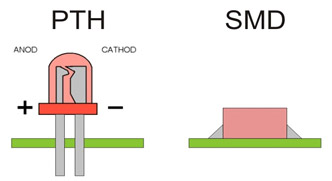 PTH SMD
ANOD CATHOD
+ −